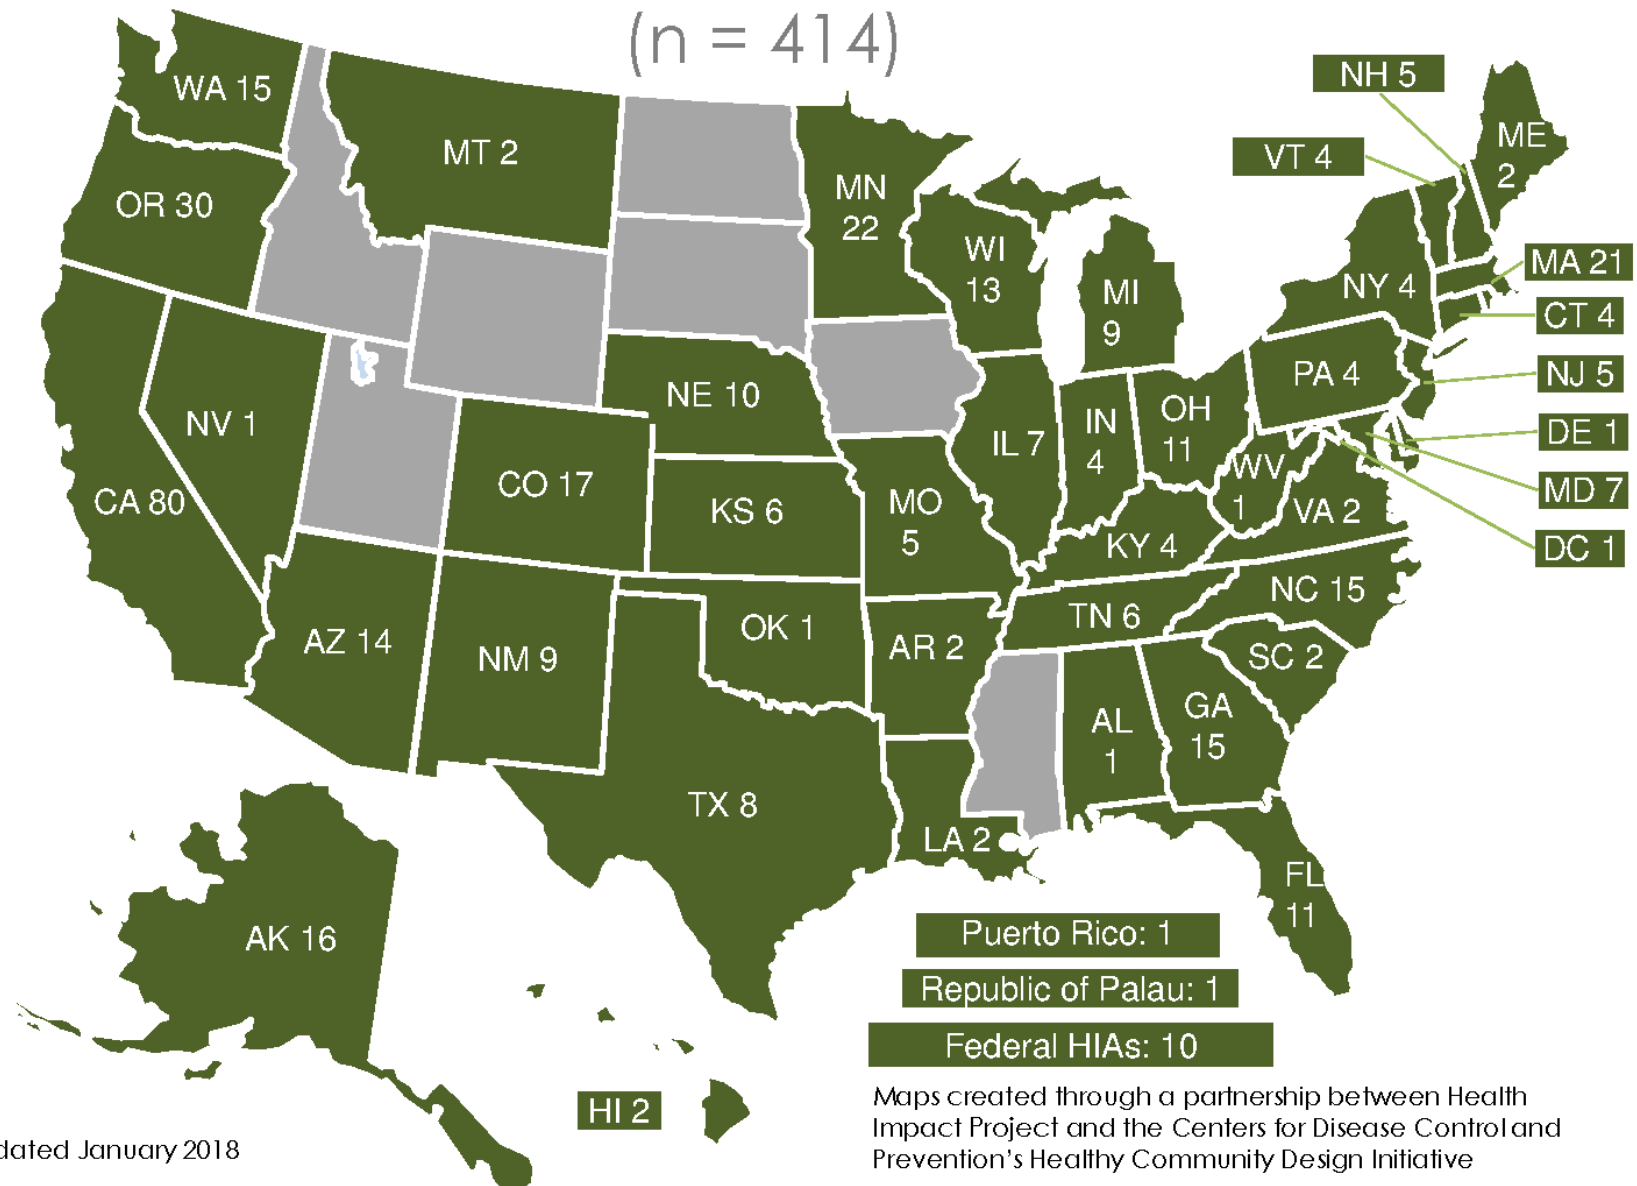 (n = 414)
NH 5
WA 15
ME
2
MT 2
VT 4
OR 30
MN
22
WI
13
MA 21
NY 4
MI
9
CT 4
PA 4
NJ 5
NE 10
NV 1
IL 7
IN
4
OH
11
DE 1
CO 17
CA 80
KS 6
MO
5
WV
1
VA 2
MD 7
KY 4
DC 1
NC 15
TN 6
AZ 14
NM 9
OK 1
AR 2
SC 2
AL
1
GA
15
TX 8
LA 2
FL
11
AK 16
Puerto Rico: 1
Republic of Palau: 1
Federal HIAs: 10
HI 2
Maps created through a partnership between Health
Impact Project and the Centers for Disease Control and
Prevention’s Healthy Community Design Initiative
dated January 2018